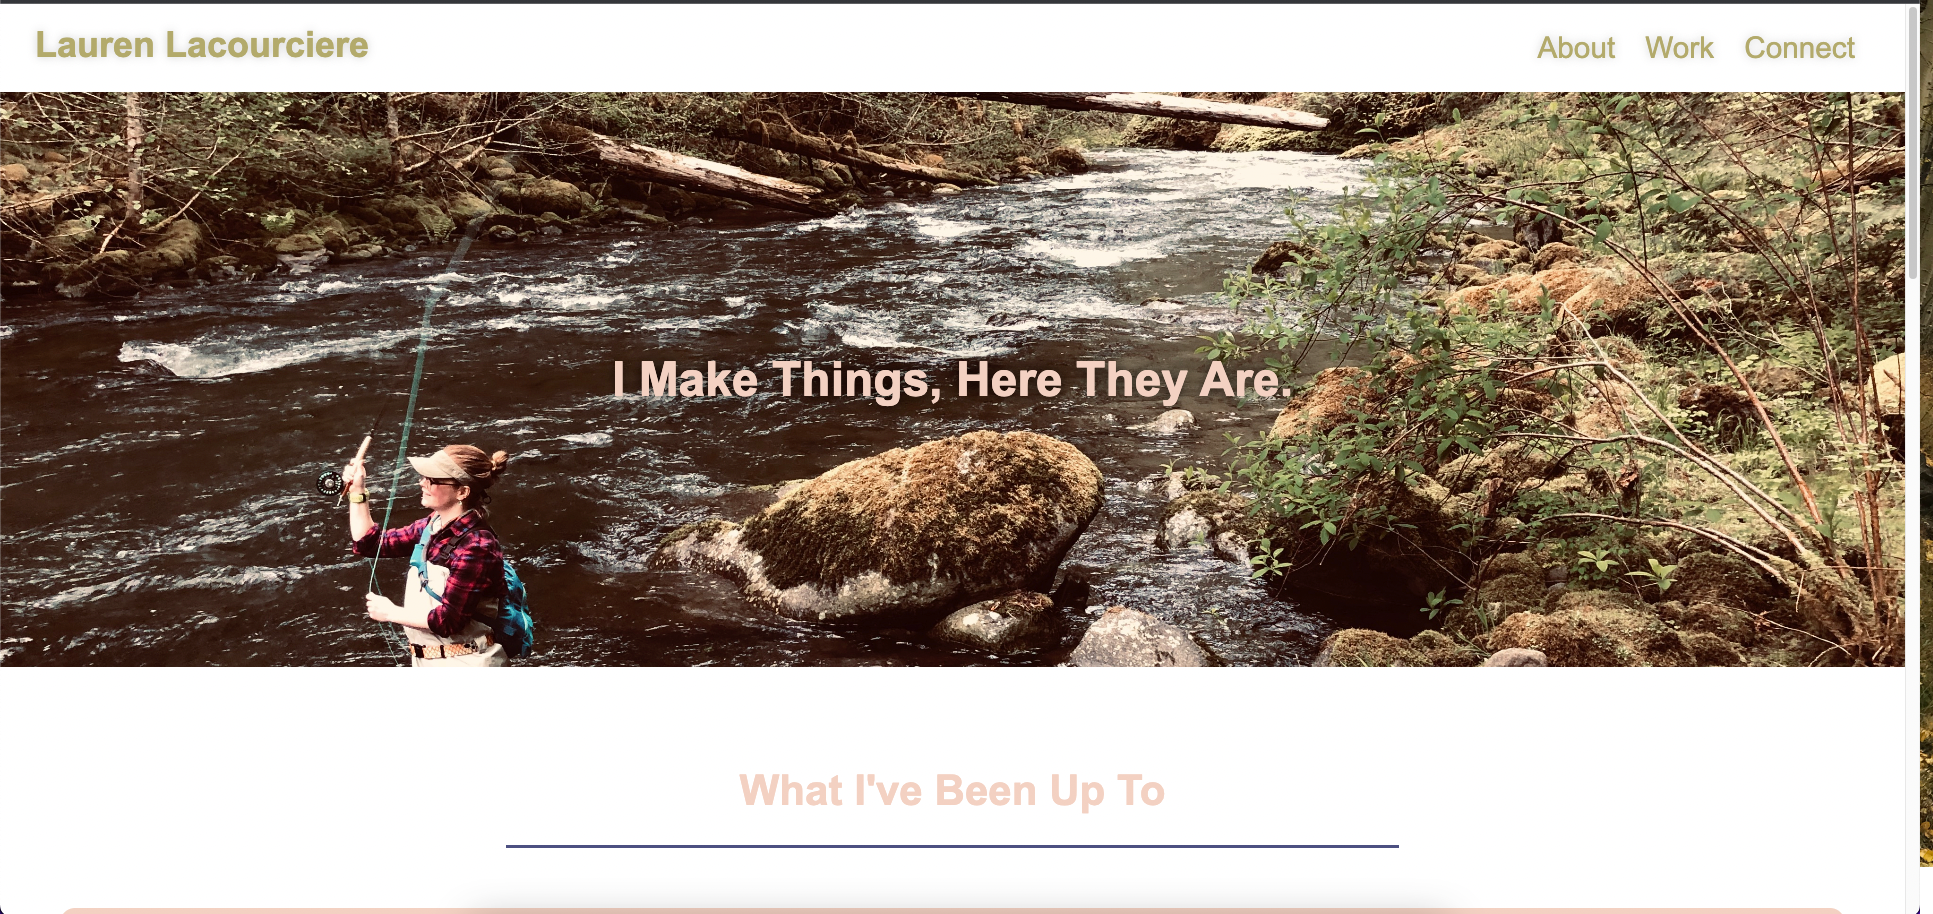 Lauren Lacourciere
About Work Connect
I Make Things, Here They Are.
What I've Been Up To